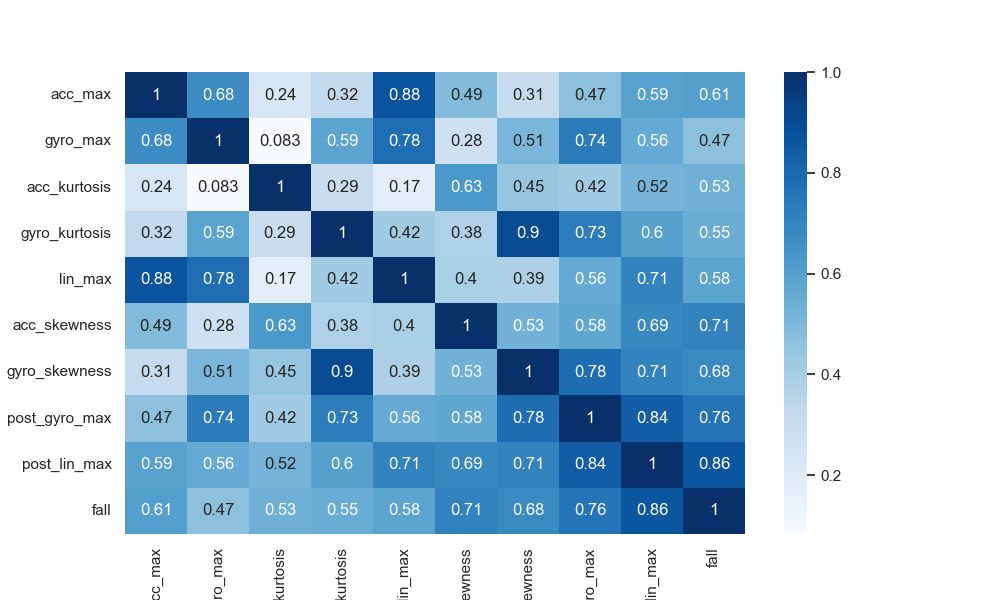 acc_max 1 0.68 0.24 0.32 0.88 0.49 0.31 0.47 0.59 0.61
gyro_max 0.68 1 0.083 0.59 0.78 0.28 0.51 0.74 0.56 0.47
acc_kurtosis 0.24 0.083 1 0.29 0.17 0.63 0.45 0.42 0.52 0.53
gyro_kurtosis 0.32 0.59 0.29 1 0.42 0.38 0.9 0.73 0.6 0.55
lin_max 0.88 0.78 0.17 0.42 1 0.4 0.39 0.56 0.71 0.58
acc_skewness 0.49 0.28 0.63 0.38 0.4 1 0.53 0.58 0.69 0.71
gyro_skewness 0.31 0.51 0.45 0.9 0.39 0.53 1 0.78 0.71 0.68
post_gyro_max 0.47 0.74 0.42 0.73 0.56 0.58 0.78 1 0.84 0.76
post_lin_max 0.59 0.56 0.52 0.6 0.71 0.69 0.71 0.84 1 0.86
fall 0.61 0.47 0.53 0.55 0.58 0.71 0.68 0.76 0.86 1
cc_max ro_max kurtosis kurtosis lin_max ewness ewness ro_max lin_max fall
1.0
0.8
0.6
0.4
0.2